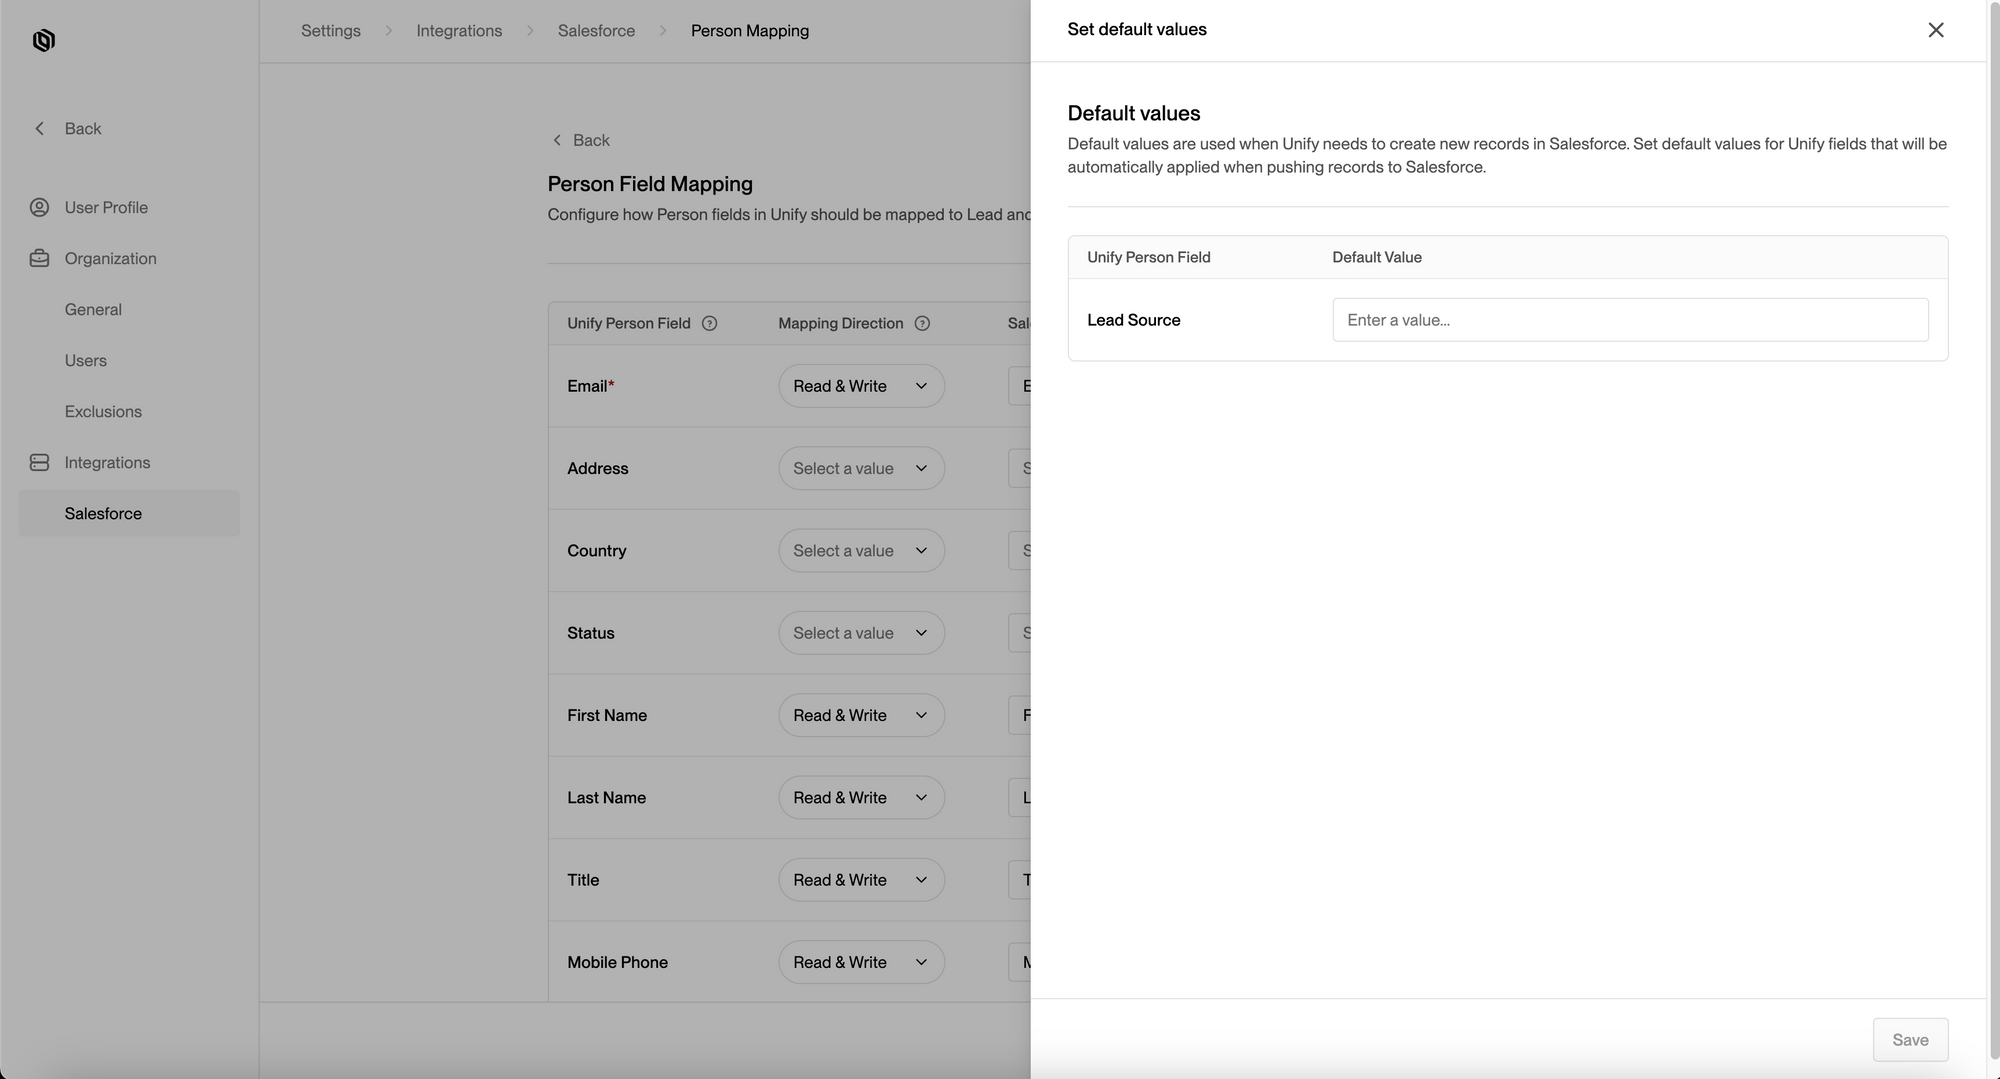 Settings
Integrations
Salesforce
Person Mapping
Back
User Profile
Organization
General
Users
Exclusions
Integrations
Salesforce
Back
Person Field Mapping
Configure how Person fields in Unify should be mapped to Lead and
Unify Person Field
Mapping Direction
Sal
Email*
Read & Write
E
Address
Select a value
S
Country
Select a value
S
Status
Select a value
S
First Name
Read & Write
F
Last Name
Read & Write
L
Title
Read & Write
T
Mobile Phone
Read & Write
M
Set default values
Default values
Default values are used when Unify needs to create new records in Salesforce. Set default values for Unify fields that will be
automatically applied when pushing records to Salesforce.
Unify Person Field
Default Value
Lead Source
Enter a value...
Save